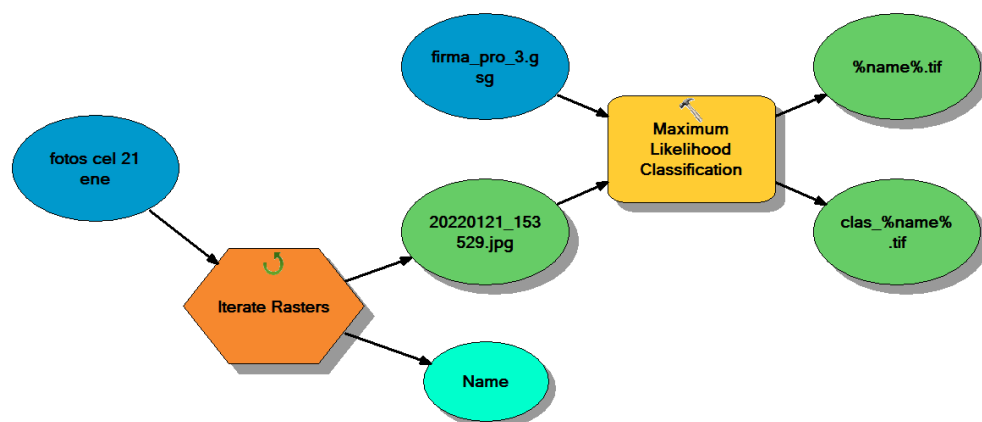 firma_pro_3.g
sg
%name%.tif
Maximum
Likelihood
Classification
fotos cel 21
ene
20220121_153
529.jpg
clas_%name%
.tif
Iterate Rasters
Name